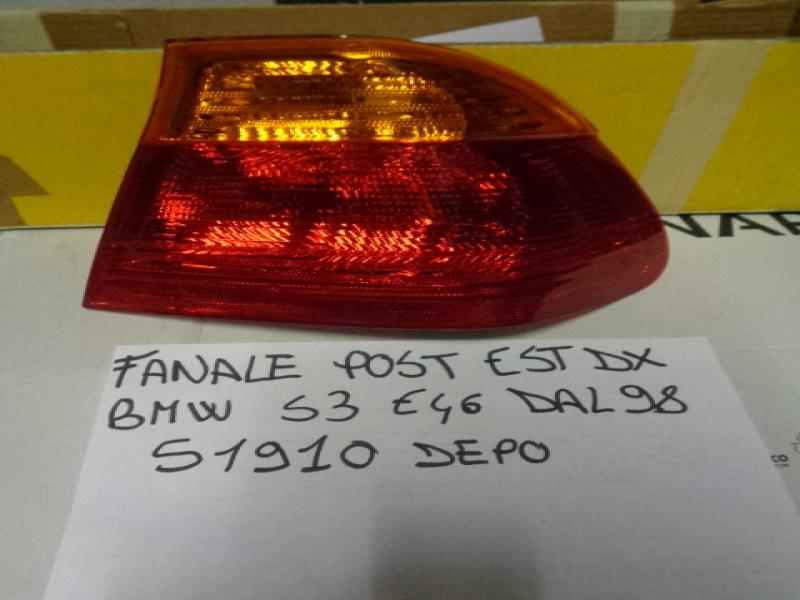 FANALE POST EST DX
BMW S3 E46 DAL 98
S1910 DEPO